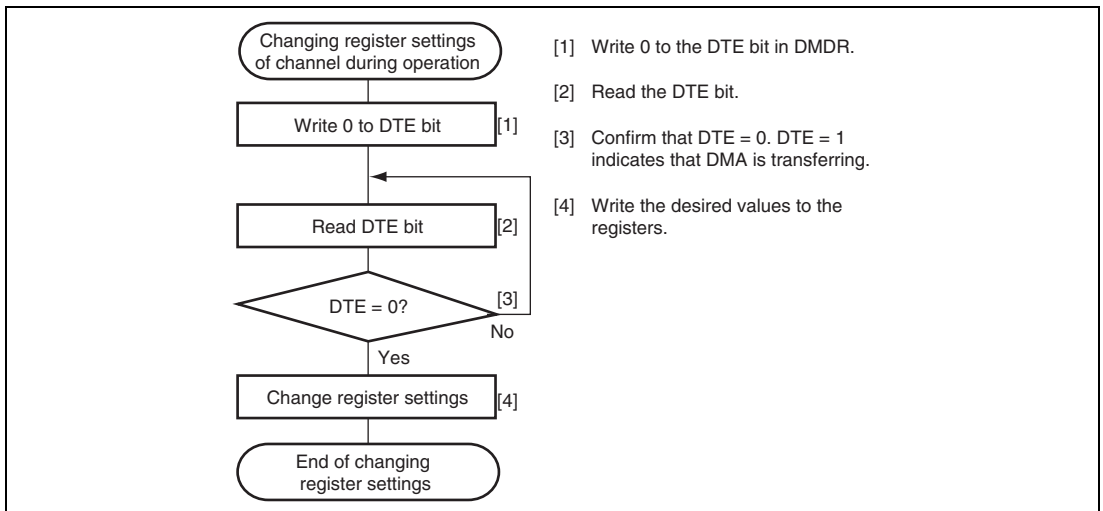 Changing register settings
of channel during operation
Write 0 to DTE bit
[1]
Read DTE bit
[2]
DTE = 0?
[3]
No
Yes
Change register settings
[4]
End of changing
register settings
[1] Write 0 to the DTE bit in DMDR.
[2] Read the DTE bit.
[3] Confirm that DTE = 0. DTE = 1
indicates that DMA is transferring.
[4] Write the desired values to the
registers.